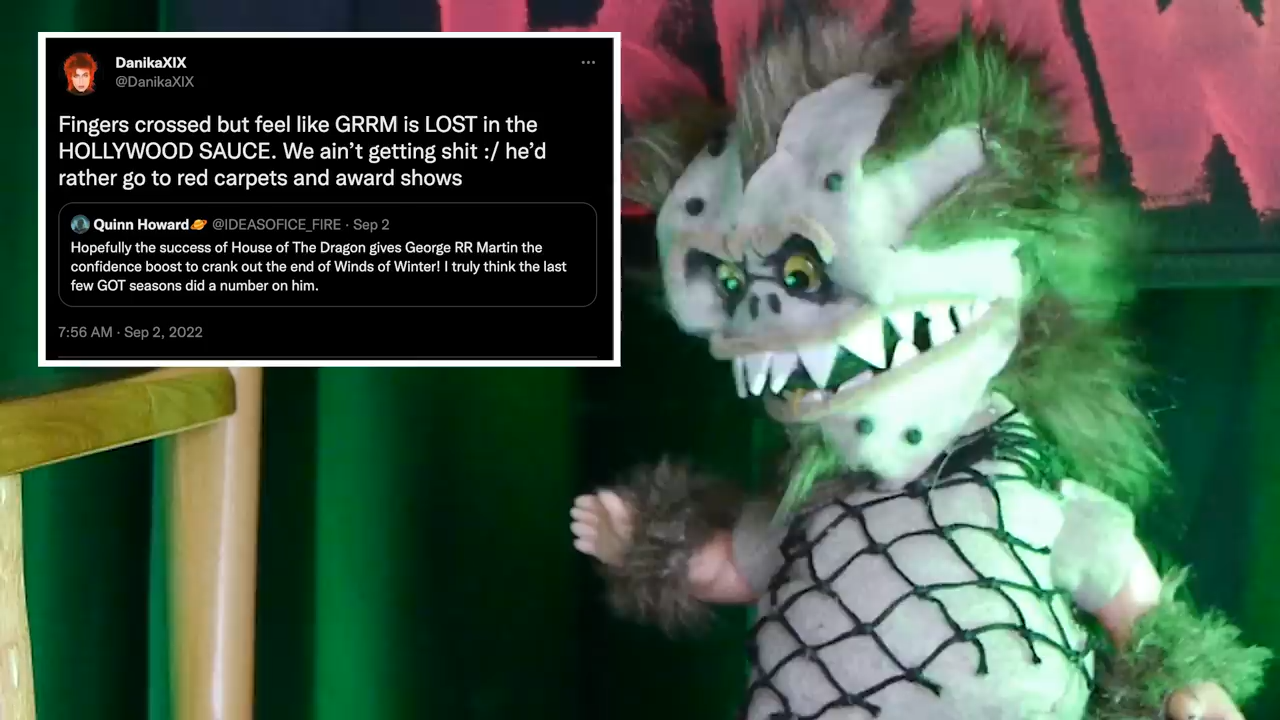 DanikaXIX
@DanikaXIX
Fingers crossed but feel like GRRM is LOST in the
HOLLYWOOD SAUCE. We ain’t getting shit :/ he’d
rather go to red carpets and award shows
Quinn Howard🪐 @IDEASOFICE_FIRE · Sep 2
Hopefully the success of House of The Dragon gives George RR Martin the
confidence boost to crank out the end of Winds of Winter! I truly think the last
few GOT seasons did a number on him.
7:56 AM · Sep 2, 2022